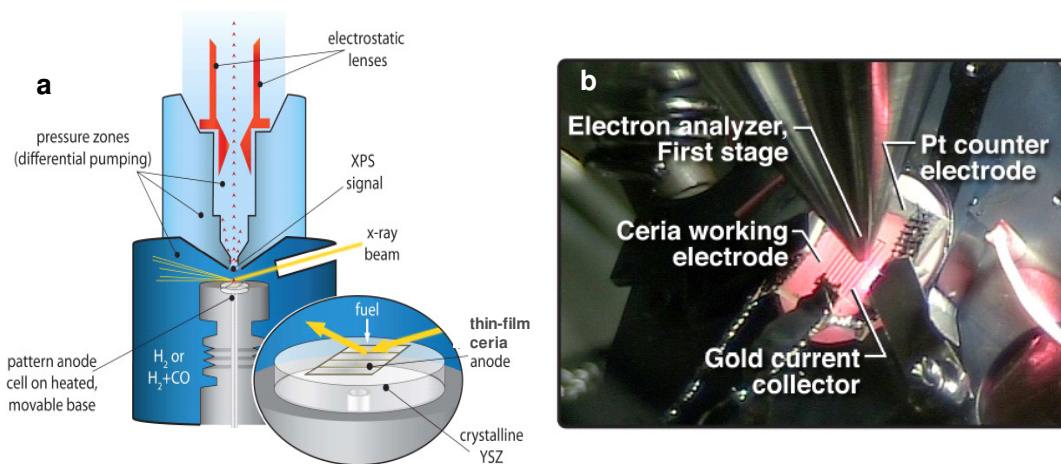 a
electrostatic
lenses
pressure zones
(differential pumping)
XPS
signal
x-ray
beam
pattern anode
cell on heated,
movable base
H₂ or
H₂+CO
fuel
thin-film
ceria
anode
crystalline
YSZ
b
Electron analyzer,
First stage
Pt counter
electrode
Ceria working
electrode
Gold current
collector